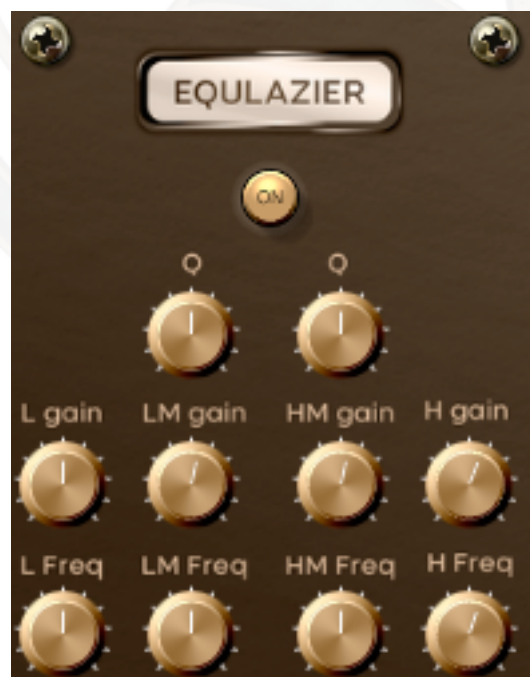 EQULAZIER
ON
Q Q
L gain LM gain HM gain H gain
L Freq LM Freq HM Freq H Freq